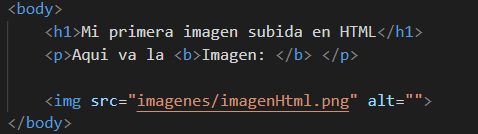 <body>
<h1>Mi primera imagen subida en HTML</h1>
<p>Aqui va la <b>Imagen: </b> </p>
<img src="imagenes/imagenHtml.png" alt="">
</body>